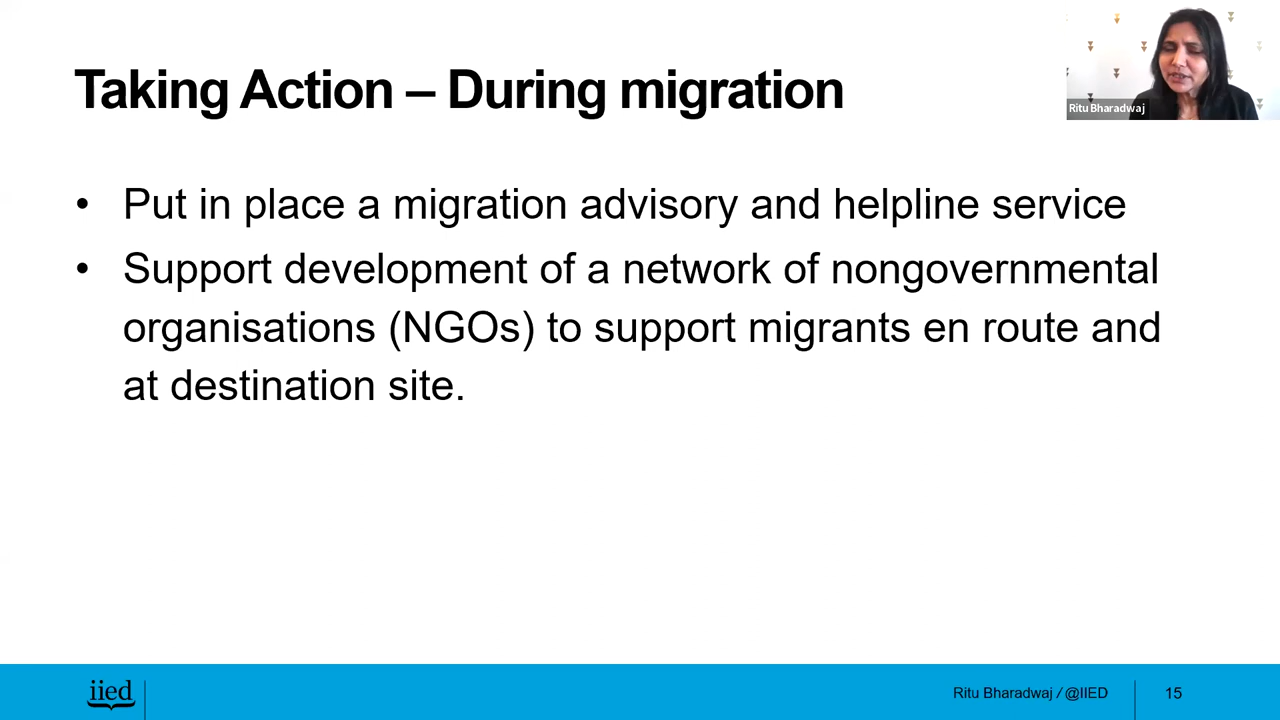 Taking Action – During migration
Ritu Bharadwaj
• Put in place a migration advisory and helpline service
• Support development of a network of nongovernmental
organisations (NGOs) to support migrants en route and
at destination site.
iied
Ritu Bharadwaj / @IIED
15